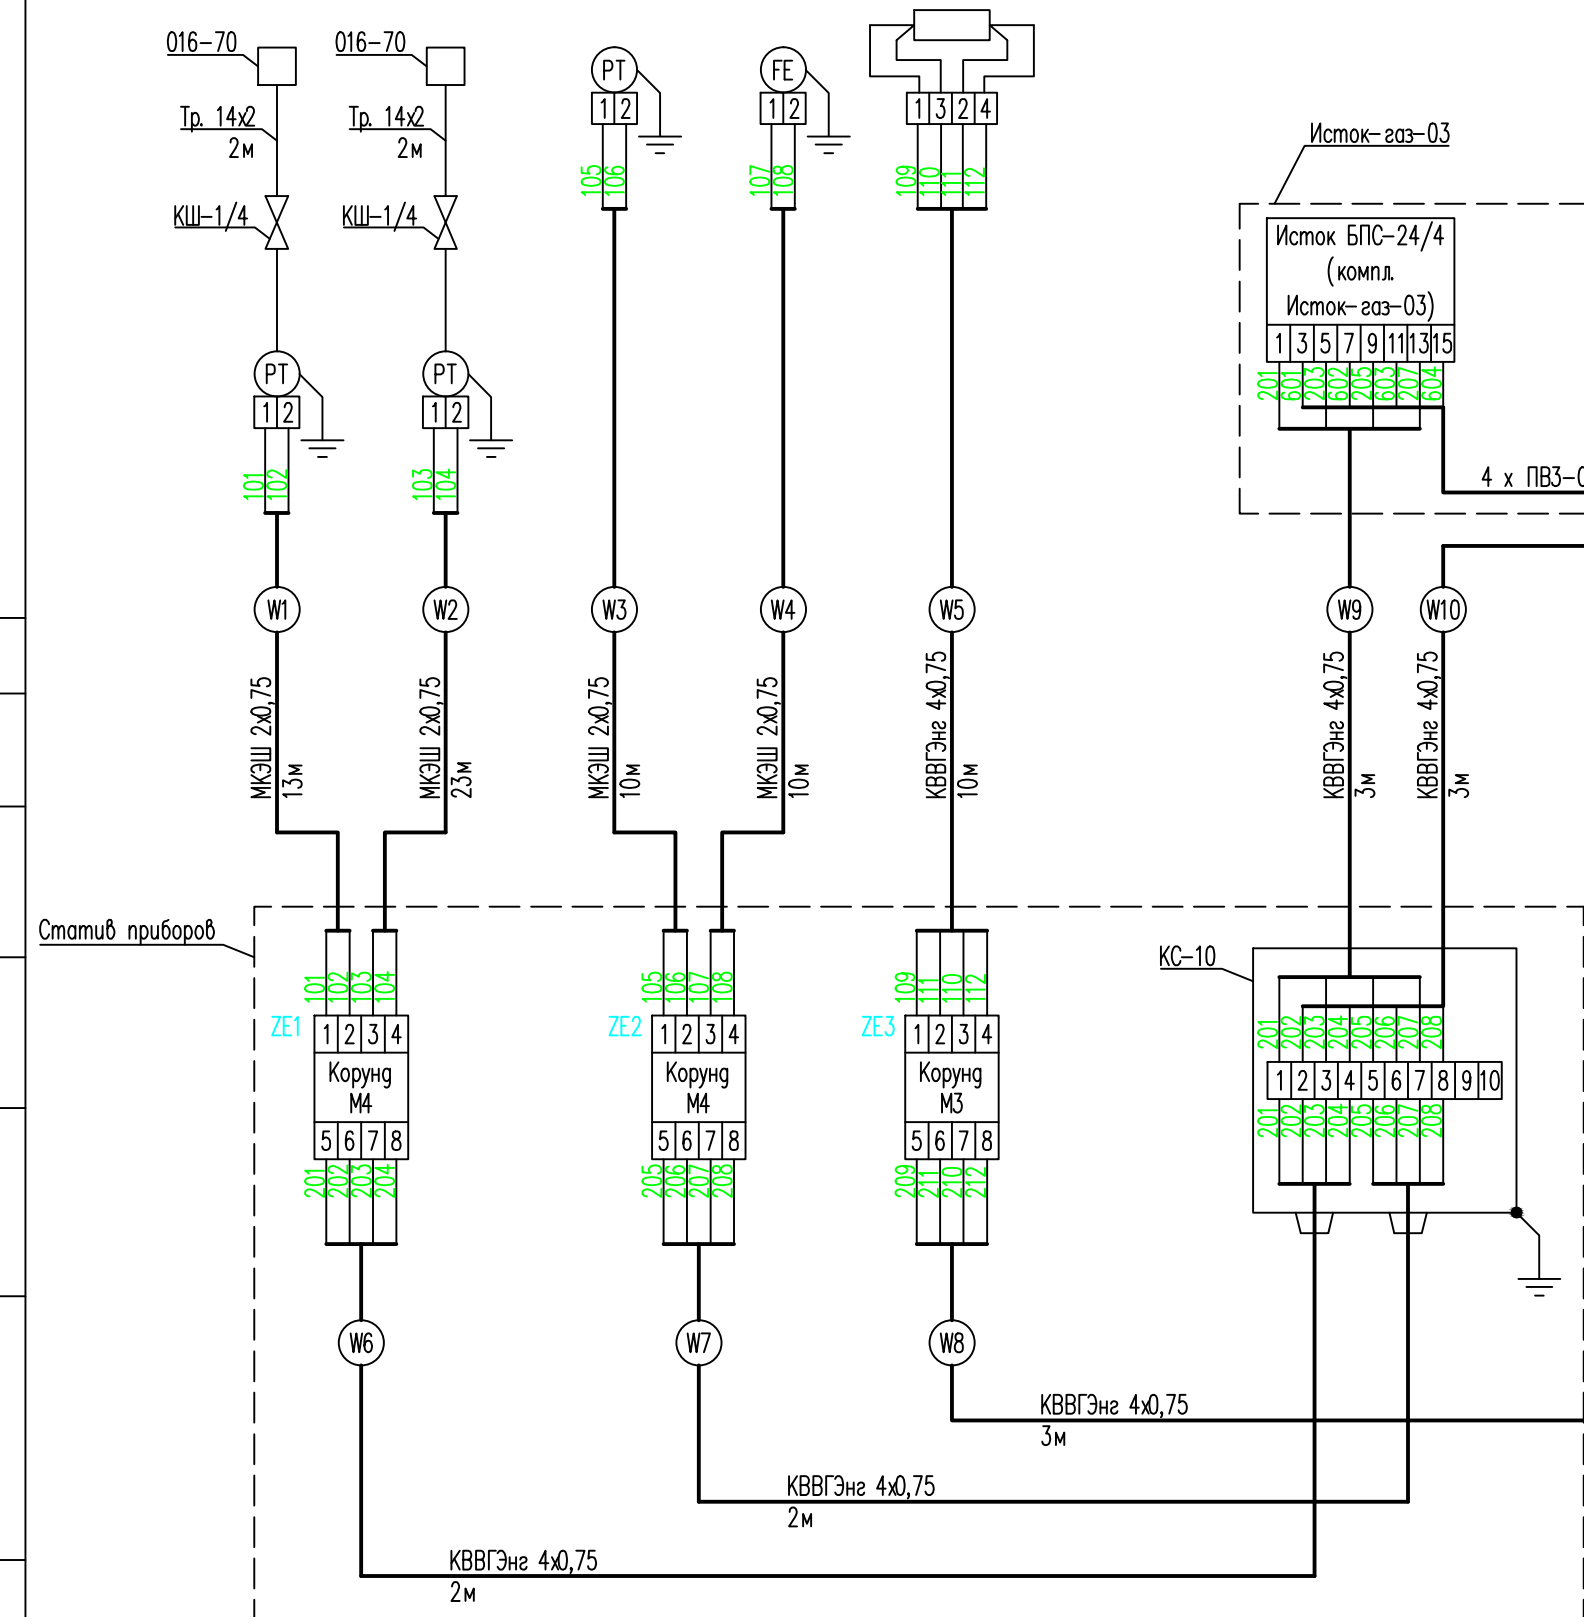 016-70
016-70
Тр. 14х2
2м
Тр. 14х2
2м
КШ-1/4
КШ-1/4
PT
1 2
101 102
PT
1 2
103 104
PT
1 2
105 106
FE
1 2
107 108
1 3 2 4
109 110 111 112
Исток-газ-03
Исток БПС-24/4
(компл.
Исток-газ-03)
1 3 5 7 9 11 13 15
201 601 203 602 205 603 207 604
4 х ПВ3-0
W1
W2
W3
W4
W5
W9
W10
МКЭШ 2х0,75
13м
МКЭШ 2х0,75
23м
МКЭШ 2х0,75
10м
МКЭШ 2х0,75
10м
КВВГЭнг 4х0,75
10м
КВВГЭнг 4х0,75
3м
КВВГЭнг 4х0,75
3м
Статив приборов
101 102 103 104
ZE1
1 2 3 4
Корунд
М4
5 6 7 8
201 202 203 204
105 106 107 108
ZE2
1 2 3 4
Корунд
М4
5 6 7 8
205 206 207 208
109 111 110 112
ZE3
1 2 3 4
Корунд
М3
5 6 7 8
209 211 210 212
КС-10
201 202 203 204 205 206 207 208
1 2 3 4 5 6 7 8 9 10
201 202 203 204 205 206 207 208
W6
W7
W8
КВВГЭнг 4х0,75
3м
КВВГЭнг 4х0,75
2м
КВВГЭнг 4х0,75
2м